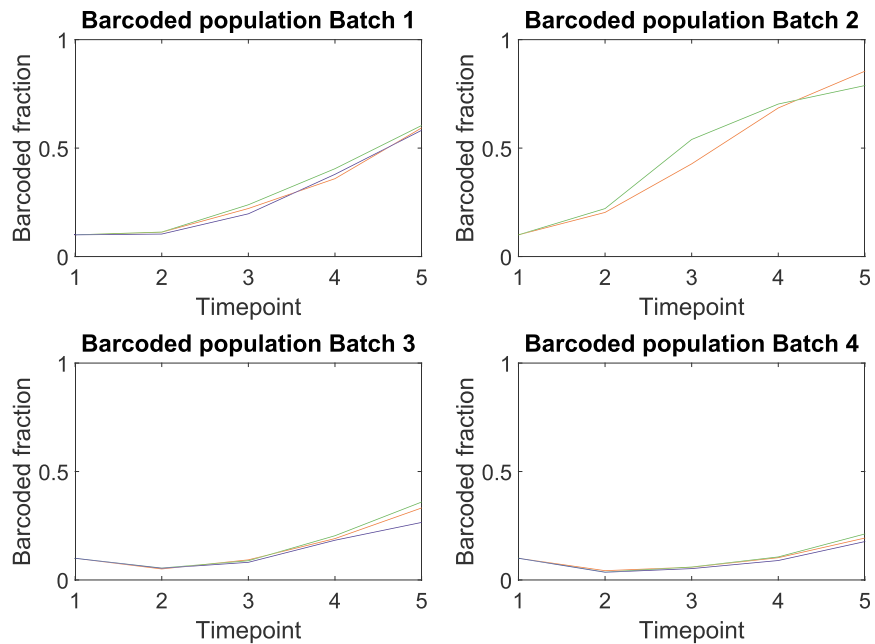 Barcoded population Batch 1
1
0.5
0
Barcoded fraction
1 2 3 4 5
Timepoint
Barcoded population Batch 2
1
0.5
0
Barcoded fraction
1 2 3 4 5
Timepoint
Barcoded population Batch 3
1
0.5
0
Barcoded fraction
1 2 3 4 5
Timepoint
Barcoded population Batch 4
1
0.5
0
Barcoded fraction
1 2 3 4 5
Timepoint